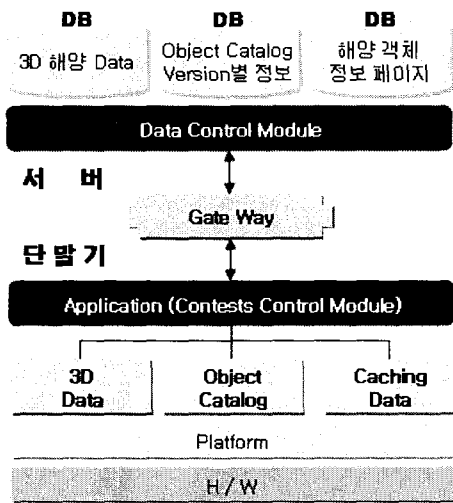 DB DB DB
3D 해양 Data
Object Catalog
Version별 정보
해양 객체
정보 페이지
Data Control Module
서 버
Gate Way
단 말 기
Application (Contests Control Module)
3D
Data
Object
Catalog
Caching
Data
Platform
H / W